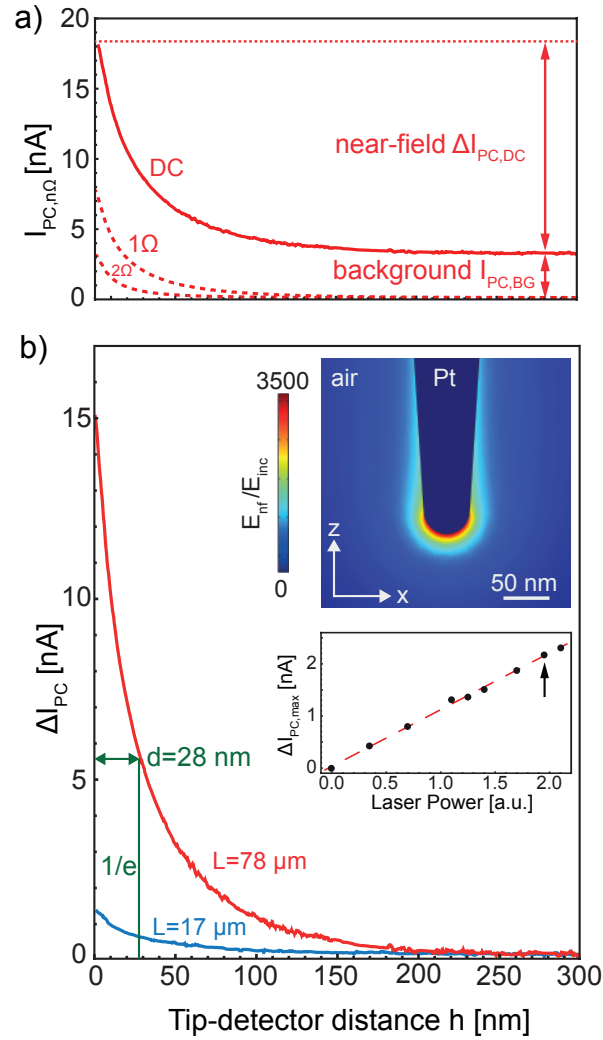 a)
I_PC,nΩ [nA]
20
15
10
5
0
DC
1Ω
2Ω
near-field ΔI_PC,DC
background I_PC,BG
b)
ΔI_PC [nA]
15
10
5
0
3500
E_nf/E_inc
0
air
Pt
z
x
50 nm
ΔI_PC,max [nA]
2
1
0
0.0
0.5
1.0
1.5
2.0
Laser Power [a.u.]
d=28 nm
1/e
L=78 µm
L=17 µm
0
50
100
150
200
250
300
Tip-detector distance h [nm]